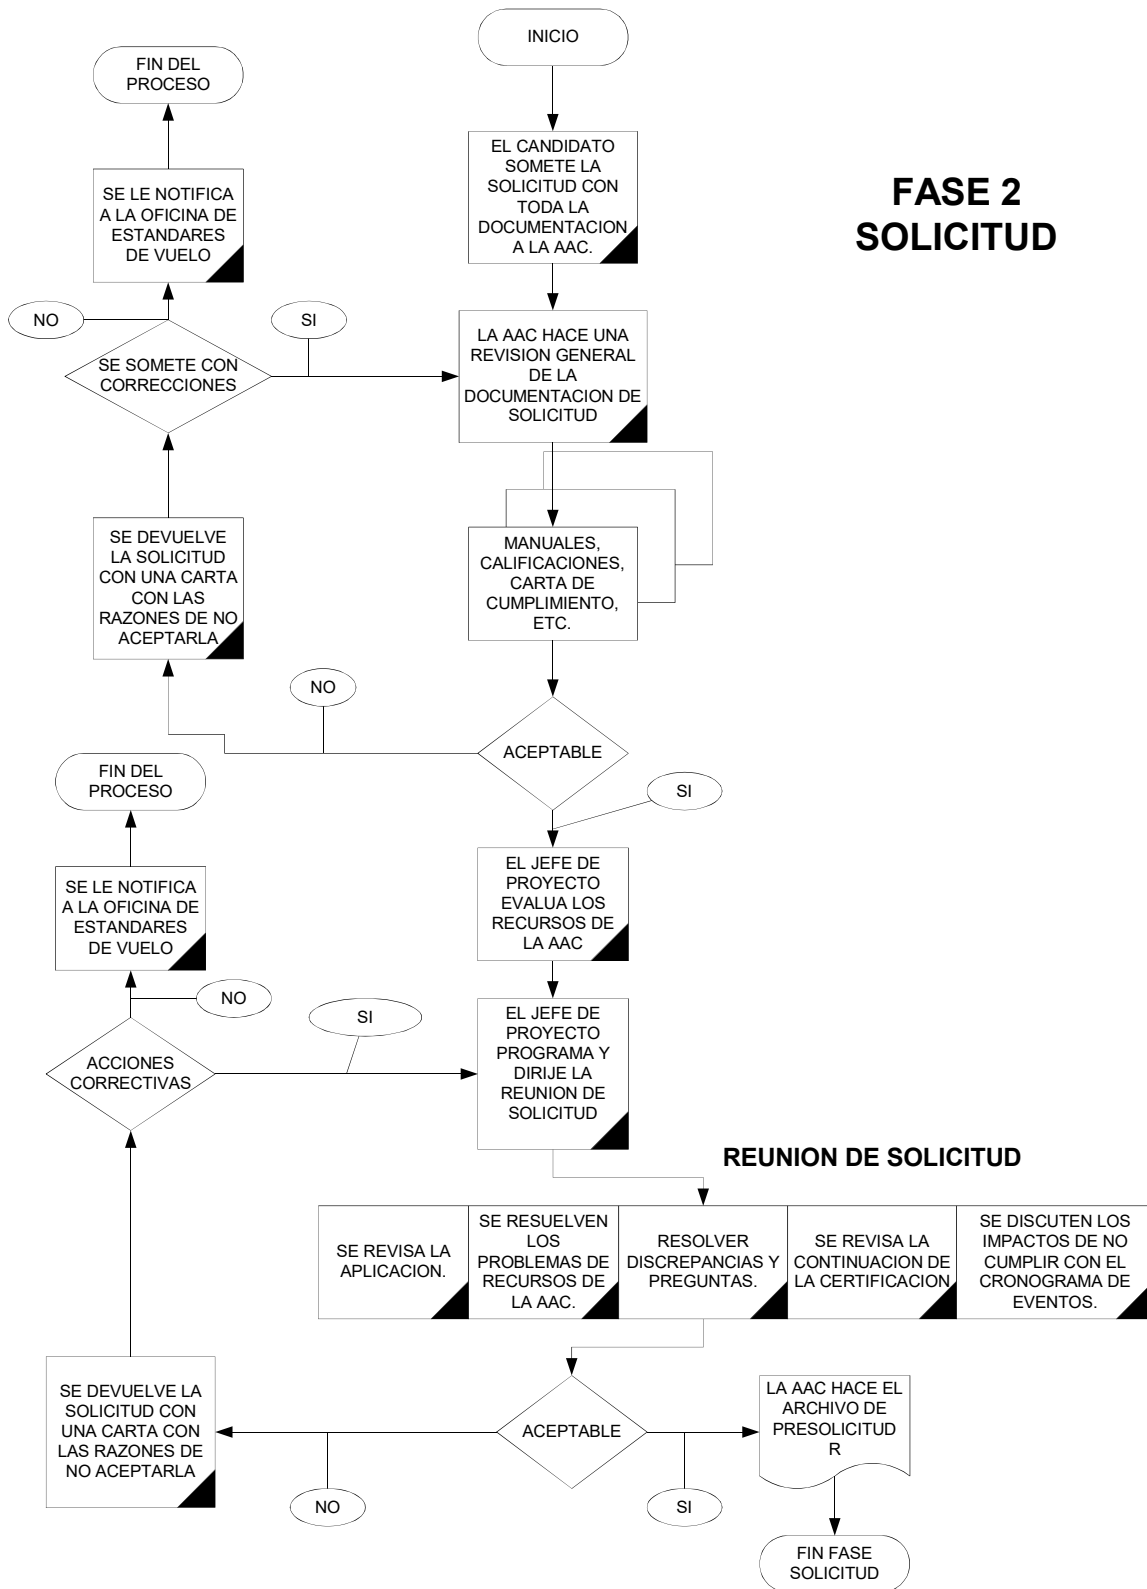 INICIO
FIN DEL
PROCESO
EL CANDIDATO
SOMETE LA
SOLICITUD CON
TODA LA
DOCUMENTACION
A LA AAC.
FASE 2
SOLICITUD
SE LE NOTIFICA
A LA OFICINA DE
ESTANDARES
DE VUELO
NO
SI
SE SOMETE CON
CORRECCIONES
LA AAC HACE UNA
REVISION GENERAL
DE LA
DOCUMENTACION DE
SOLICITUD
SE DEVUELVE
LA SOLICITUD
CON UNA CARTA
CON LAS
RAZONES DE NO
ACEPTARLA
MANUALES,
CALIFICACIONES,
CARTA DE
CUMPLIMIENTO,
ETC.
NO
ACEPTABLE
SI
FIN DEL
PROCESO
EL JEFE DE
PROYECTO
EVALUA LOS
RECURSOS DE
LA AAC
SE LE NOTIFICA
A LA OFICINA DE
ESTANDARES
DE VUELO
NO
SI
EL JEFE DE
PROYECTO
PROGRAMA Y
DIRIJE LA
REUNION DE
SOLICITUD
ACCIONES
CORRECTIVAS
REUNION DE SOLICITUD
SE REVISA LA
APLICACION.
SE RESUELVEN
LOS
PROBLEMAS DE
RECURSOS DE
LA AAC.
RESOLVER
DISCREPANCIAS Y
PREGUNTAS.
SE REVISA LA
CONTINUACION DE
LA CERTIFICACION
SE DISCUTEN LOS
IMPACTOS DE NO
CUMPLIR CON EL
CRONOGRAMA DE
EVENTOS.
SE DEVUELVE LA
SOLICITUD CON
UNA CARTA CON
LAS RAZONES DE
NO ACEPTARLA
ACEPTABLE
LA AAC HACE EL
ARCHIVO DE
PRESOLICITUD
R
NO
SI
FIN FASE
SOLICITUD